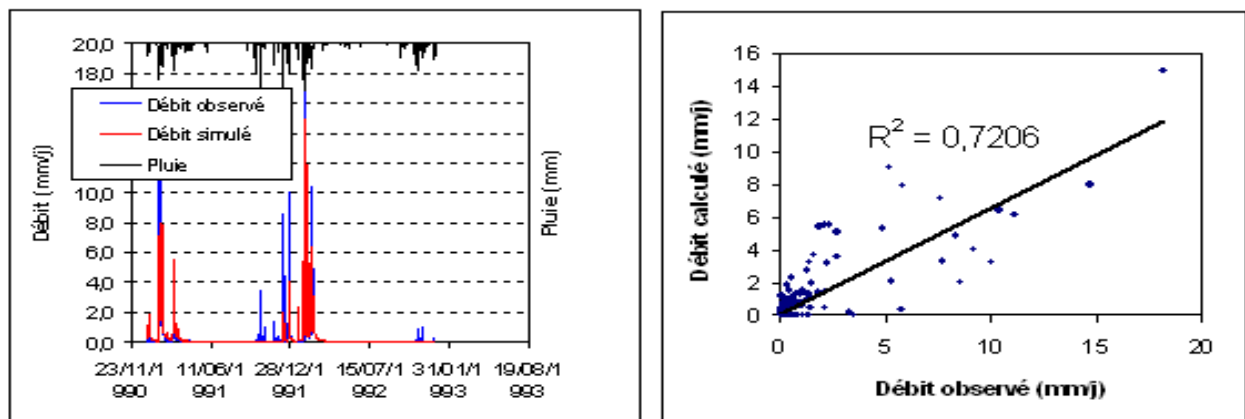 20,0
18,0
Débit observé
Débit simulé
Pluie
10,0
8,0
6,0
4,0
2,0
0,0
Débit (mm/j)
Pluie (mm)
23/11/1 990
11/06/1 991
28/12/1 991
15/07/1 992
31/01/1 993
19/08/1 993
16
14
12
10
8
6
4
2
0
R² = 0,7206
Débit calculé (mm/j)
0 5 10 15 20
Débit observé (mm/j)